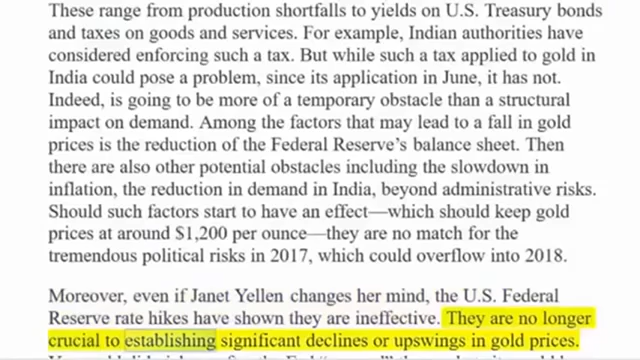 These range from production shortfalls to yields on U.S. Treasury bonds
and taxes on goods and services. For example, Indian authorities have
considered enforcing such a tax. But while such a tax applied to gold in
India could pose a problem, since its application in June, it has not.
Indeed, is going to be more of a temporary obstacle than a structural
impact on demand. Among the factors that may lead to a fall in gold
prices is the reduction of the Federal Reserve’s balance sheet. Then
there are also other potential obstacles including the slowdown in
inflation, the reduction in demand in India, beyond administrative risks.
Should such factors start to have an effect—which should keep gold
prices at around $1,200 per ounce—they are no match for the
tremendous political risks in 2017, which could overflow into 2018.
Moreover, even if Janet Yellen changes her mind, the U.S. Federal
Reserve rate hikes have shown they are ineffective. They are no longer
crucial to establishing significant declines or upswings in gold prices.